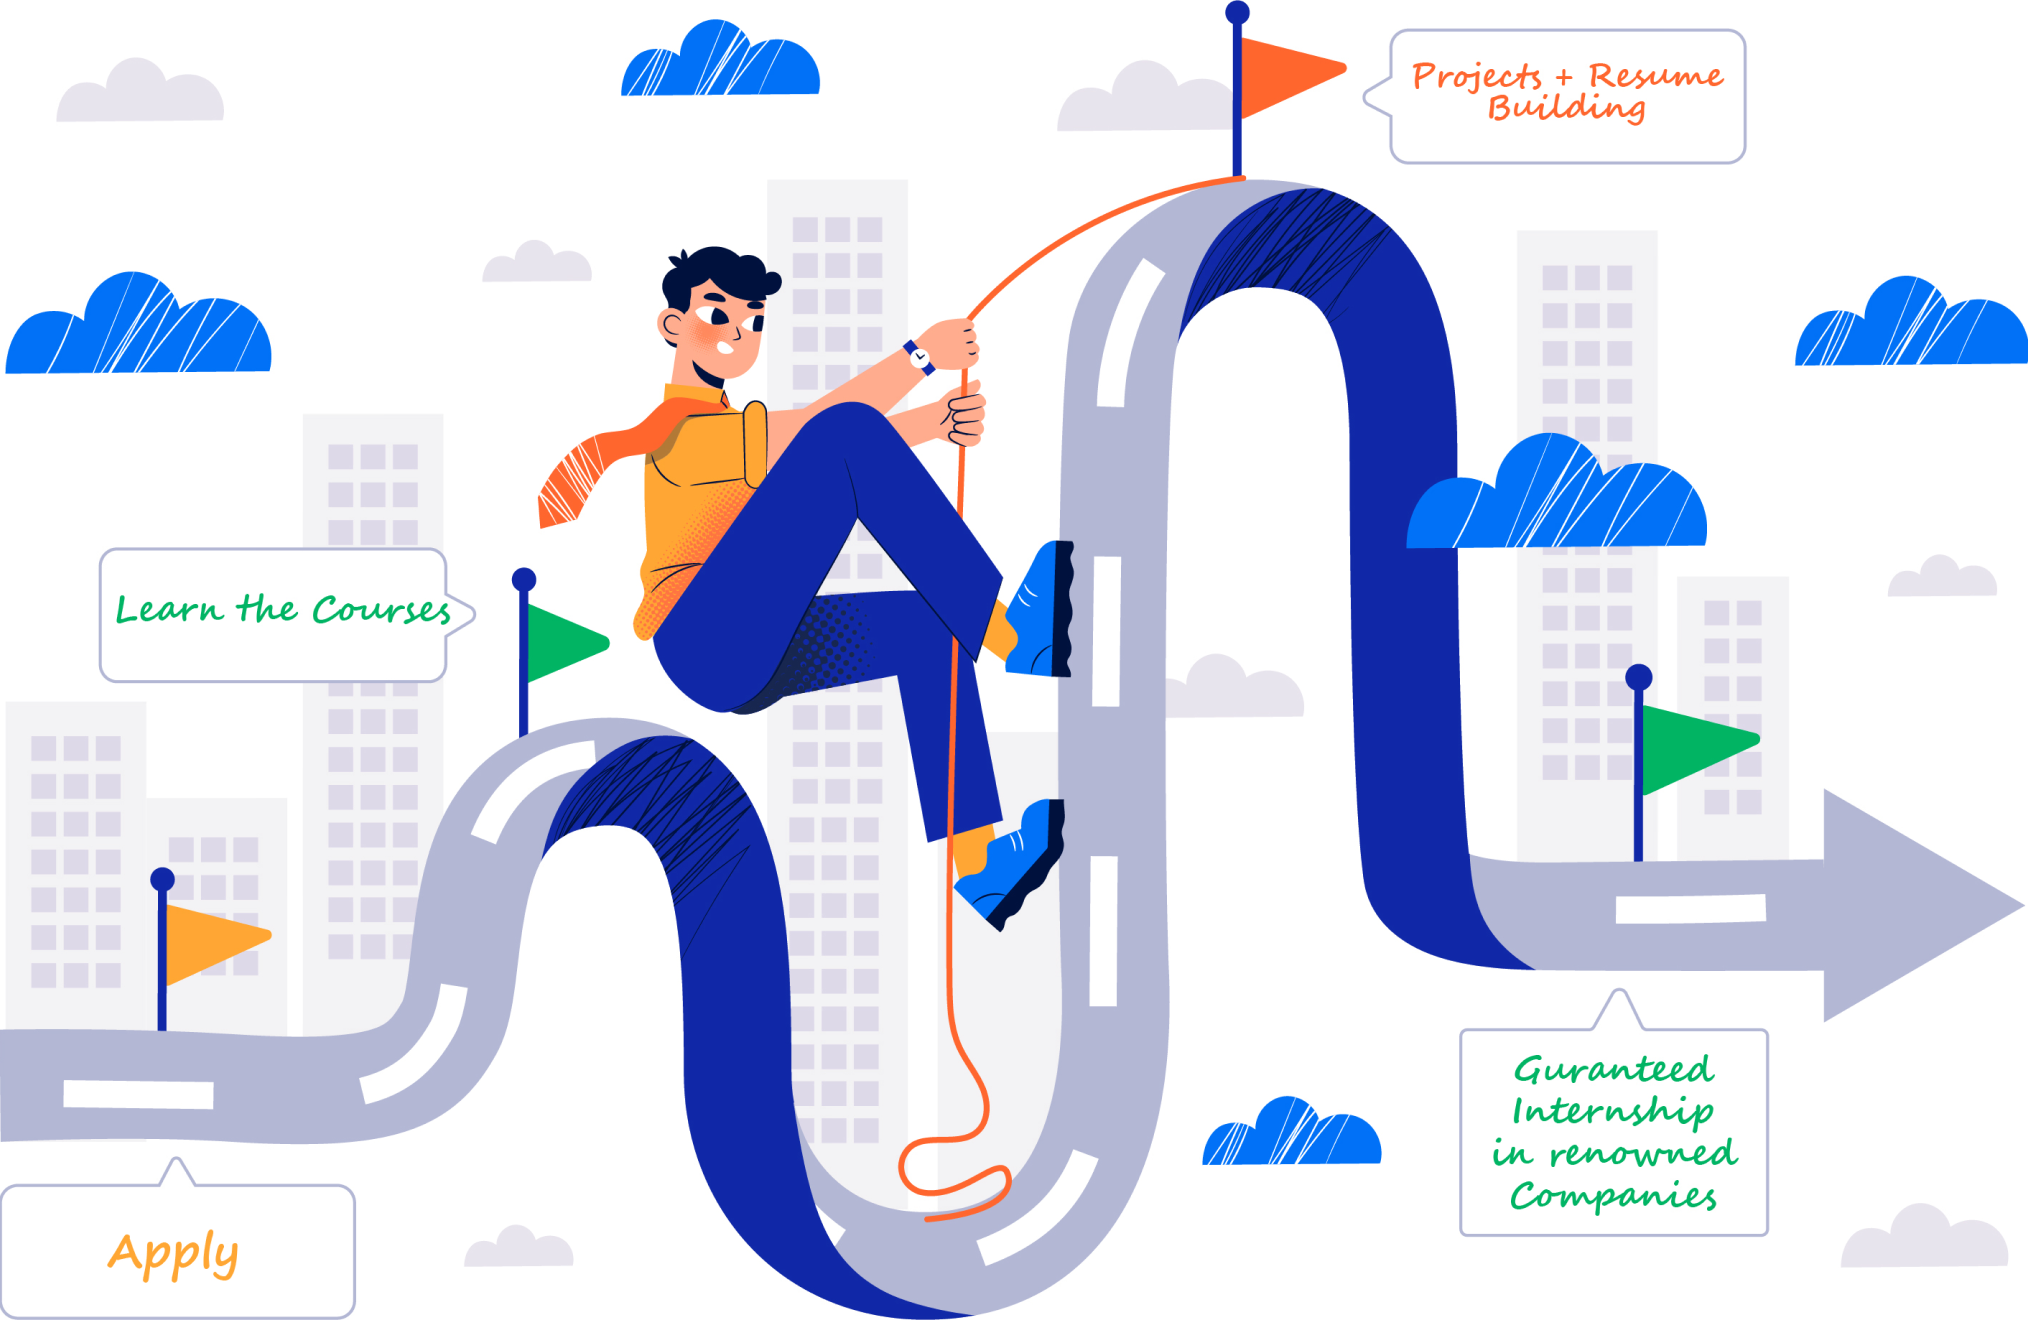 Projects + Resume
Building
Learn the Courses
Guranteed
Internship
in renowned
Companies
Apply